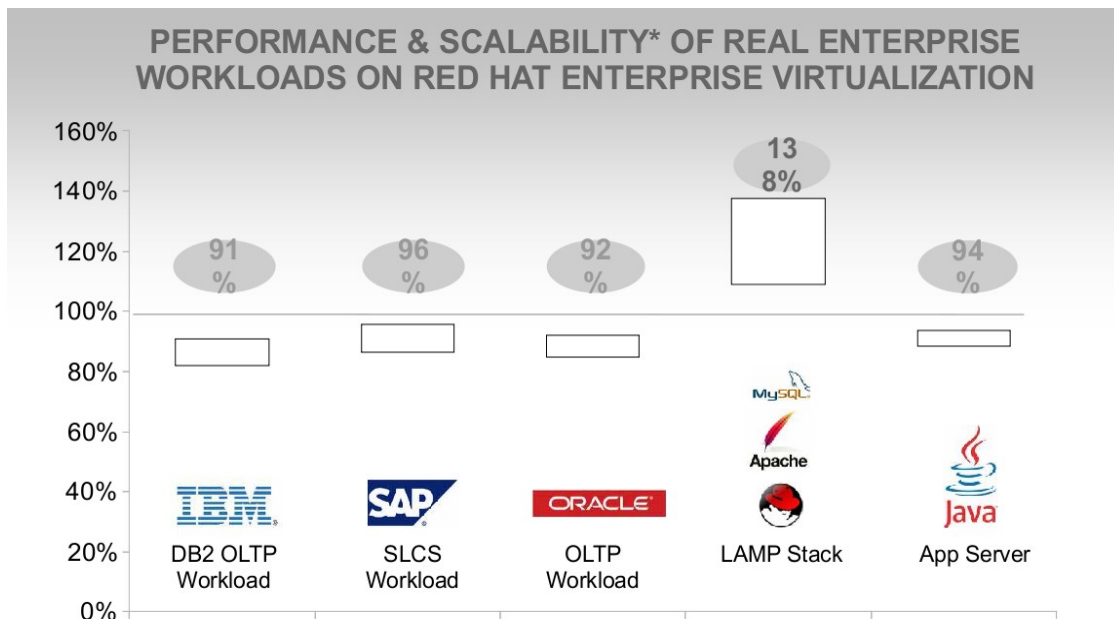 PERFORMANCE & SCALABILITY* OF REAL ENTERPRISE
WORKLOADS ON RED HAT ENTERPRISE VIRTUALIZATION
160%
140%
120%
100%
80%
60%
40%
20%
0%
91
%
96
%
92
%
13
8%
94
%
MySQL
Apache
IBM
SAP
ORACLE
Java
DB2 OLTP
Workload
SLCS
Workload
OLTP
Workload
LAMP Stack
App Server